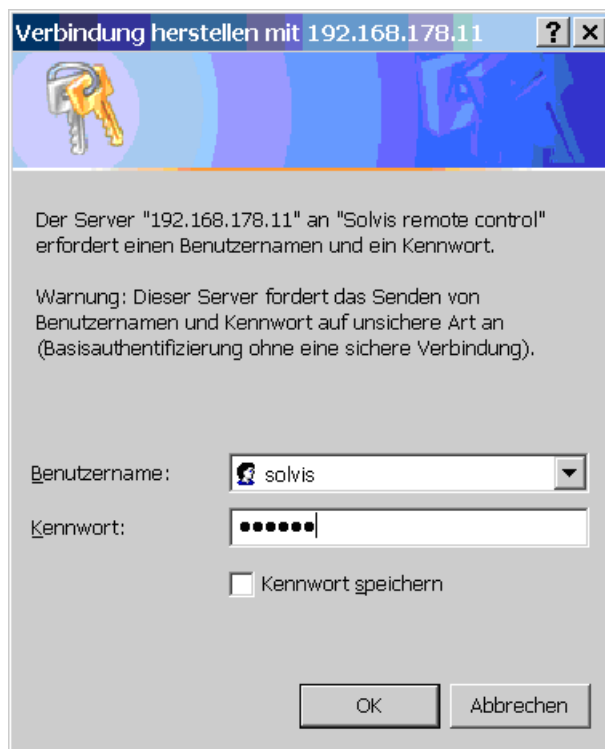 Verbindung herstellen mit 192.168.178.11
Der Server "192.168.178.11" an "Solvis remote control"
erfordert einen Benutzernamen und ein Kennwort.
Warnung: Dieser Server fordert das Senden von
Benutzernamen und Kennwort auf unsichere Art an
(Basisauthentifizierung ohne eine sichere Verbindung).
Benutzername: solvis
Kennwort: ●●●●●●
Kennwort speichern
OK Abbrechen